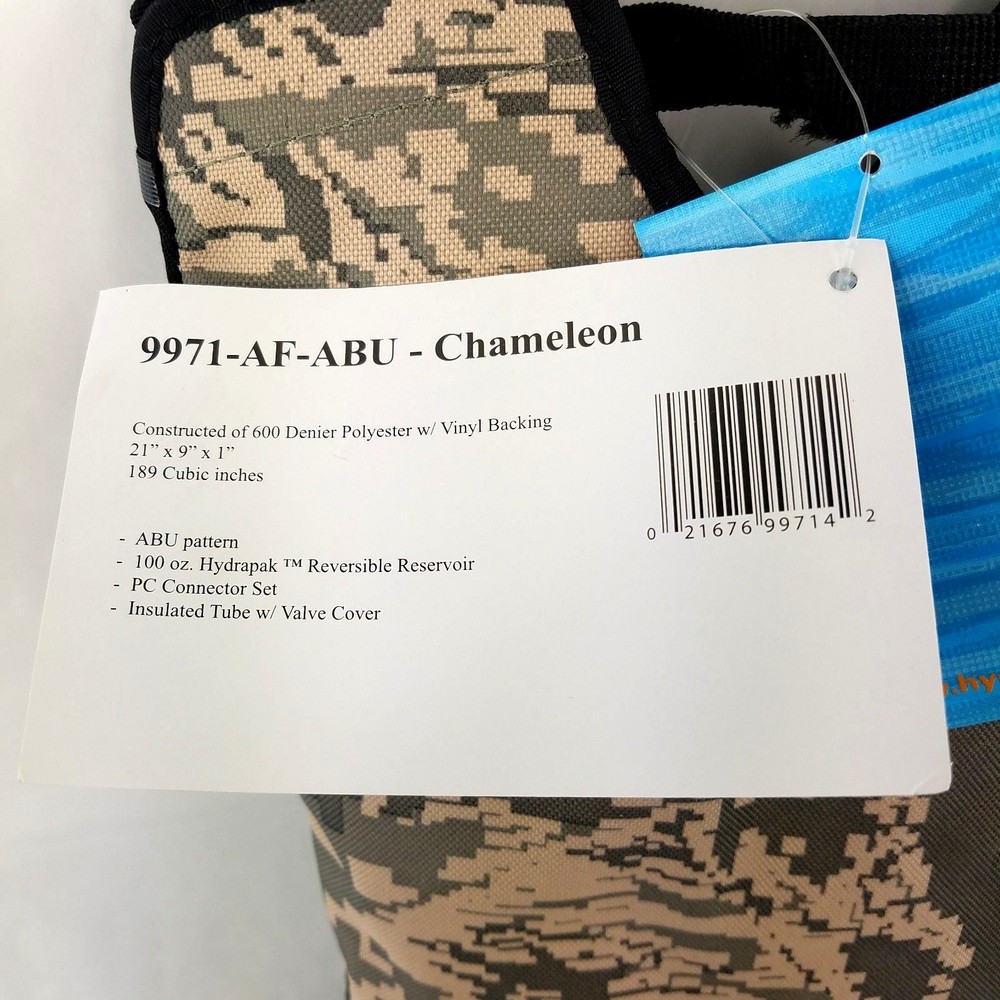 9971-AF-ABU - Chameleon
Constructed of 600 Denier Polyester w/ Vinyl Backing
21” x 9” x 1”
189 Cubic inches
- ABU pattern
- 100 oz. Hydrapak ™ Reversible Reservoir
- PC Connector Set
- Insulated Tube w/ Valve Cover
0 21676 99714 2
.hy